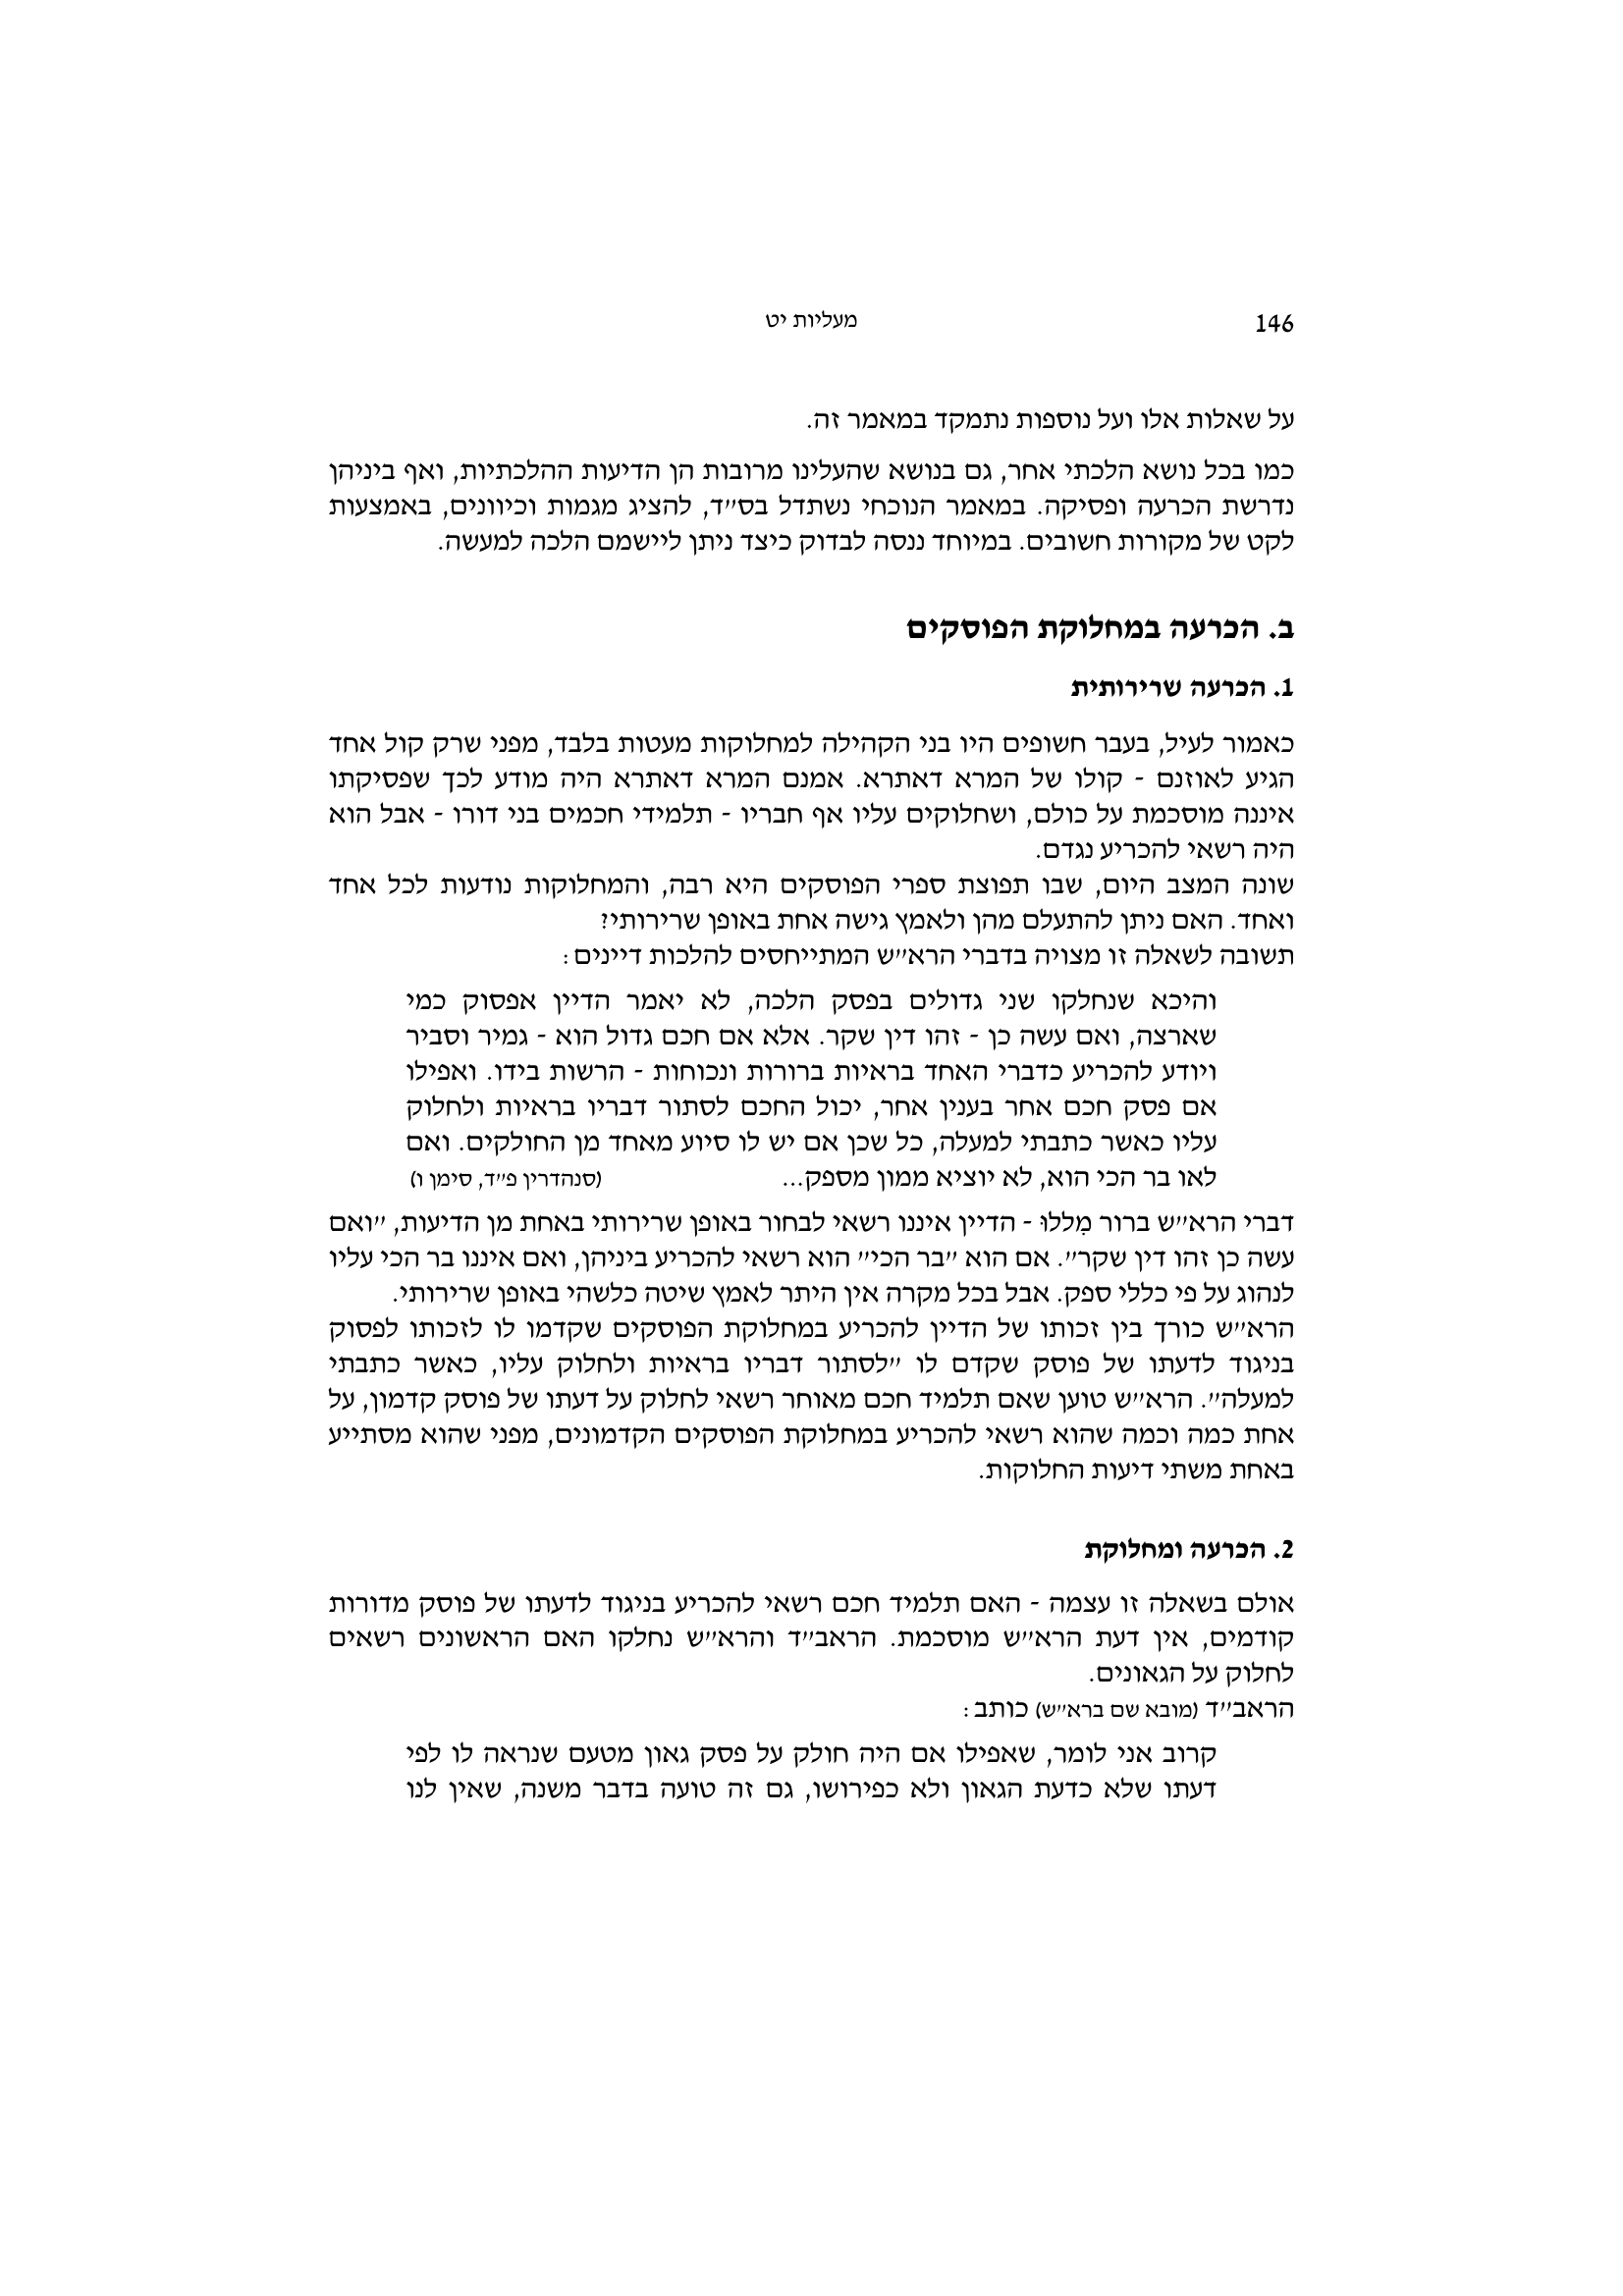 146
מעליות יט
על שאלות אלו ועל נוספות נתמקד במאמר זה.
כמו בכל נושא הלכתי אחר, גם בנושא שהעלינו מרובות הן הדיעות ההלכתיות, ואף ביניהן
נדרשת הכרעה ופסיקה. במאמר הנוכחי נשתדל בס״ד, להציג מגמות וכיוונים, באמצעות
לקט של מקורות חשובים. במיוחד ננסה לבדוק כיצד ניתן ליישמם הלכה למעשה.
ב. הכרעה במחלוקת הפוסקים
1. הכרעה שרירותית
כאמור לעיל, בעבר חשופים היו בני הקהילה למחלוקות מעטות בלבד, מפני שרק קול אחד
הגיע לאוזנם - קולו של המרא דאתרא. אמנם המרא דאתרא היה מודע לכך שפסיקתו
איננה מוסכמת על כולם, ושחלוקים עליו אף חבריו - תלמידי חכמים בני דורו - אבל הוא
היה רשאי להכריע נגדם.
שונה המצב היום, שבו תפוצת ספרי הפוסקים היא רבה, והמחלוקות נודעות לכל אחד
ואחד. האם ניתן להתעלם מהן ולאמץ גישה אחת באופן שרירותי?
תשובה לשאלה זו מצויה בדברי הרא״ש המתייחסים להלכות דיינים:
והיכא שנחלקו שני גדולים בפסק הלכה, לא יאמר הדיין אפסוק כמי
שארצה, ואם עשה כן - זהו דין שקר. אלא אם חכם גדול הוא - גמיר וסביר
ויודע להכריע כדברי האחד בראיות ברורות ונכוחות - הרשות בידו. ואפילו
אם פסק חכם אחר בענין אחר, יכול החכם לסתור דבריו בראיות ולחלוק
עליו כאשר כתבתי למעלה, כל שכן אם יש לו סיוע מאחד מן החולקים. ואם
לאו בר הכי הוא, לא יוציא ממון מספק... (סנהדרין פ״ד, סימן ו)
דברי הרא״ש ברור מִללוּ - הדיין איננו רשאי לבחור באופן שרירותי באחת מן הדיעות, ״ואם
עשה כן זהו דין שקר״. אם הוא ״בר הכי״ הוא רשאי להכריע ביניהן, ואם איננו בר הכי עליו
לנהוג על פי כללי ספק. אבל בכל מקרה אין היתר לאמץ שיטה כלשהי באופן שרירותי.
הרא״ש כורך בין זכותו של הדיין להכריע במחלוקת הפוסקים שקדמו לו לזכותו לפסוק
בניגוד לדעתו של פוסק שקדם לו ״לסתור דבריו בראיות ולחלוק עליו, כאשר כתבתי
למעלה״. הרא״ש טוען שאם תלמיד חכם מאוחר רשאי לחלוק על דעתו של פוסק קדמון, על
אחת כמה וכמה שהוא רשאי להכריע במחלוקת הפוסקים הקדמונים, מפני שהוא מסתייע
באחת משתי דיעות החלוקות.
2. הכרעה ומחלוקת
אולם בשאלה זו עצמה - האם תלמיד חכם רשאי להכריע בניגוד לדעתו של פוסק מדורות
קודמים, אין דעת הרא״ש מוסכמת. הראב״ד והרא״ש נחלקו האם הראשונים רשאים
לחלוק על הגאונים.
הראב״ד (מובא שם ברא״ש) כותב:
קרוב אני לומר, שאפילו אם היה חולק על פסק גאון מטעם שנראה לו לפי
דעתו שלא כדעת הגאון ולא כפירושו, גם זה טועה בדבר משנה, שאין לנו